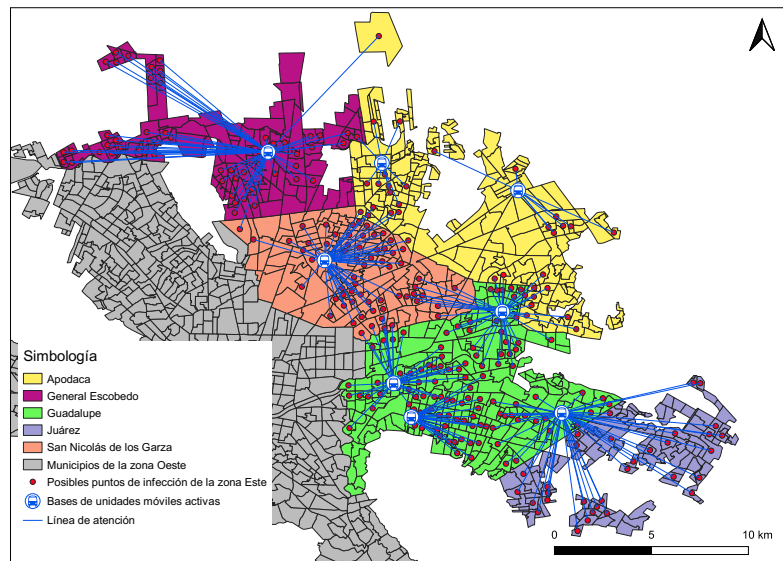 Simbología
Apodaca
General Escobedo
Guadalupe
Juárez
San Nicolás de los Garza
Municipios de la zona Oeste
Posibles puntos de infección de la zona Este
Bases de unidades móviles activas
Línea de atención
0 5 10 km